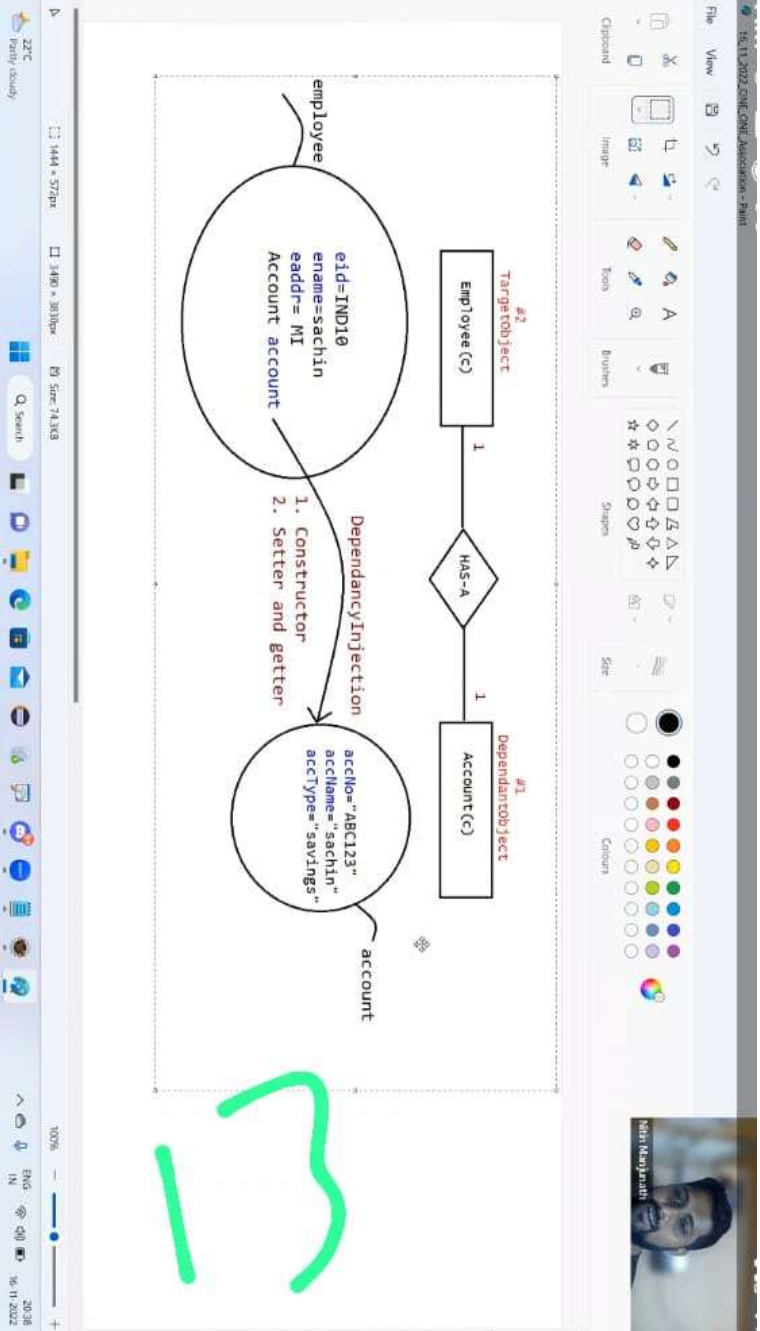 16_11_2022_ONE_ONE_Association - Paint
File View
Clipboard
Image
Tools
Brushes
Shapes
Size
Colours
Nitin Manjunath
#2
TargetObject
Employee(c)
1
HAS-A
1
#1
DependantObject
Account(c)
employee
eid=IND10
ename=sachin
eaddr= MI
Account account
DependancyInjection
1. Constructor
2. Setter and getter
accNo="ABC123"
accName="sachin"
accType="savings"
account
13
1444 × 572px
3490 × 3830px
Size: 74.3KB
100%
22°C
Partly cloudy
Search
ENG
IN
20:38
16-11-2022